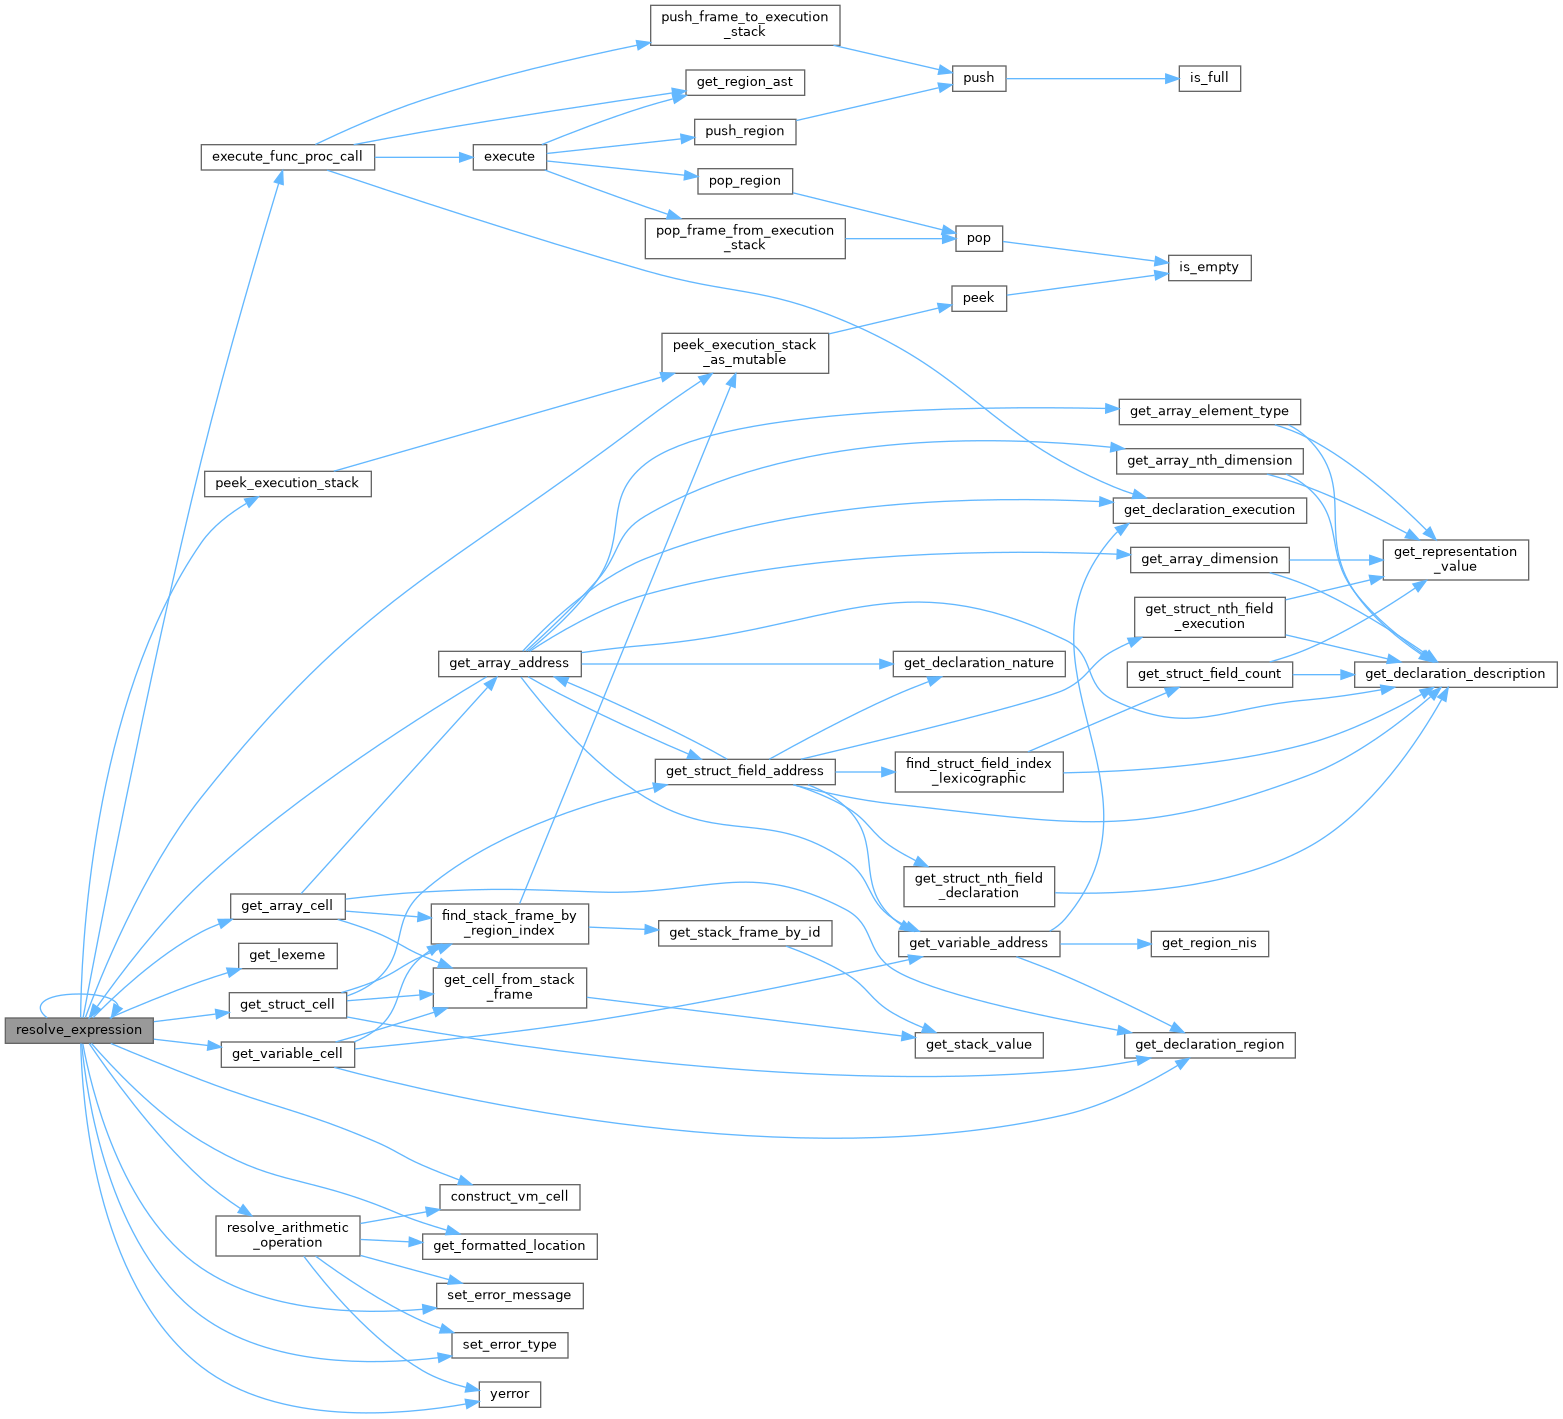 push_frame_to_execution
_stack
get_region_ast
push
is_full
push_region
execute_func_proc_call
execute
pop_region
pop_frame_from_execution
_stack
pop
is_empty
peek
peek_execution_stack
_as_mutable
get_array_element_type
get_array_nth_dimension
peek_execution_stack
get_declaration_execution
get_array_dimension
get_representation
_value
get_struct_nth_field
_execution
get_array_address
get_declaration_nature
get_struct_field_count
get_declaration_description
get_struct_field_address
find_struct_field_index
_lexicographic
get_struct_nth_field
_declaration
get_array_cell
find_stack_frame_by
_region_index
get_stack_frame_by_id
get_variable_address
get_region_nis
get_lexeme
get_cell_from_stack
_frame
get_struct_cell
resolve_expression
get_variable_cell
get_stack_value
get_declaration_region
construct_vm_cell
resolve_arithmetic
_operation
get_formatted_location
set_error_message
set_error_type
yerror